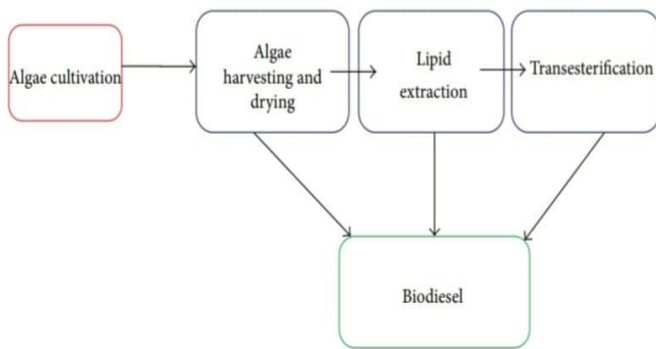 Algae cultivation
Algae
harvesting and
drying
Lipid
extraction
Transesterification
Biodiesel